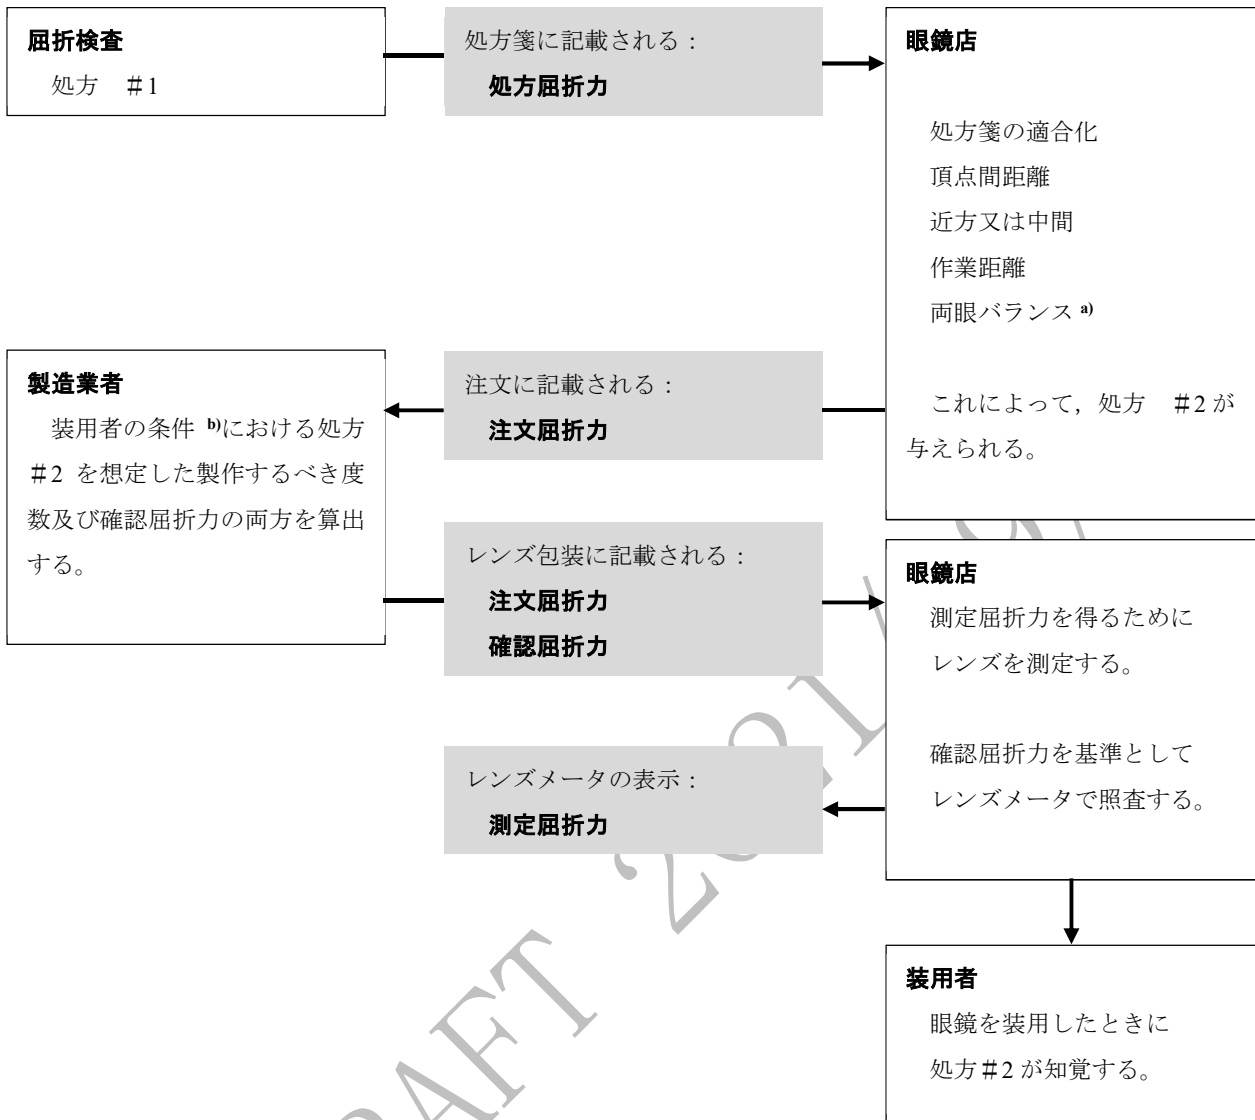 屈折検査
処方　＃1
処方箋に記載される：
処方屈折力
眼鏡店
処方箋の適合化
頂点間距離
近方又は中間
作業距離
両眼バランス a)
これによって，処方　＃2 が
与えられる。
注文に記載される：
注文屈折力
製造業者
装用者の条件 b)における処方
＃2 を想定した製作するべき度
数及び確認屈折力の両方を算出
する。
レンズ包装に記載される：
注文屈折力
確認屈折力
眼鏡店
測定屈折力を得るために
レンズを測定する。
確認屈折力を基準として
レンズメータで照査する。
レンズメータの表示：
測定屈折力
装用者
眼鏡を装用したときに
処方＃2 が知覚する。